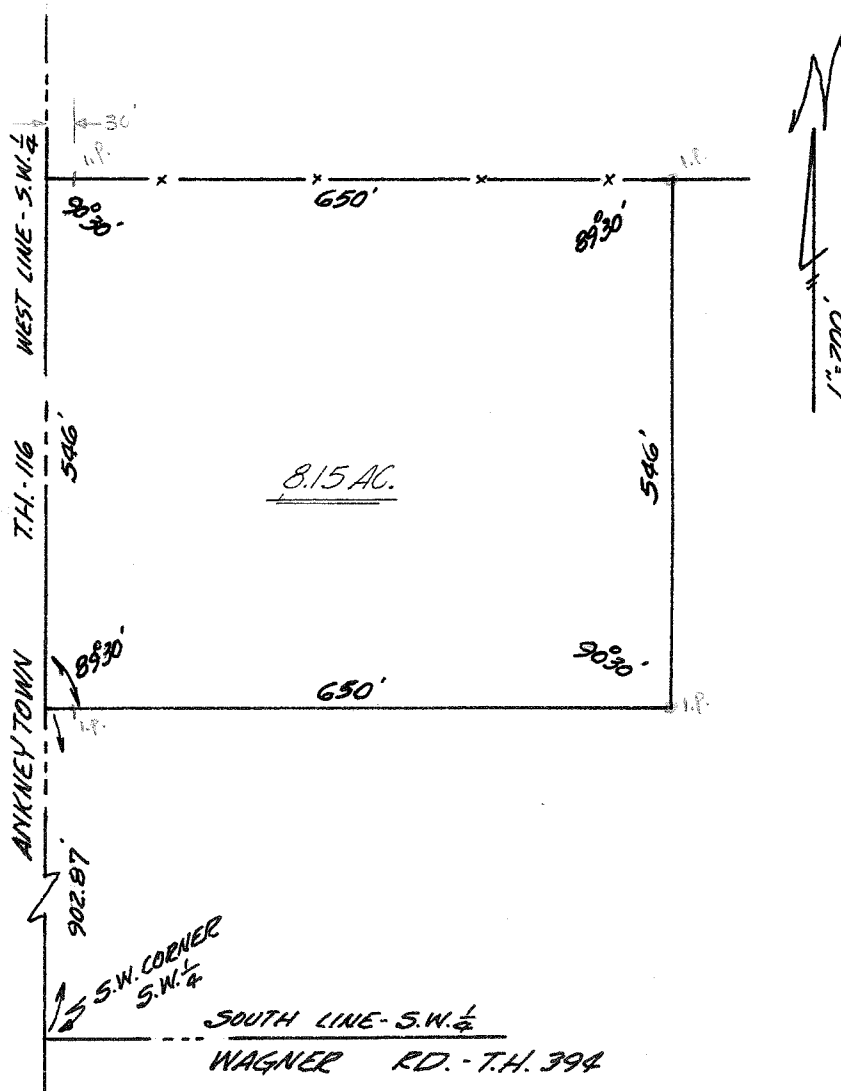 30'
I.P.
I.P.
650'
90°30'
89°30'
WEST LINE - S.W. 1/4
1"=200'
546'
T.H. - 116
546'
8.15 AC.
89°30'
90°30'
650'
I.P.
I.P.
ANKNEYTOWN
902.87'
S.W. CORNER
S.W. 1/4
SOUTH LINE - S.W. 1/4
WAGNER RD. - T.H. 394